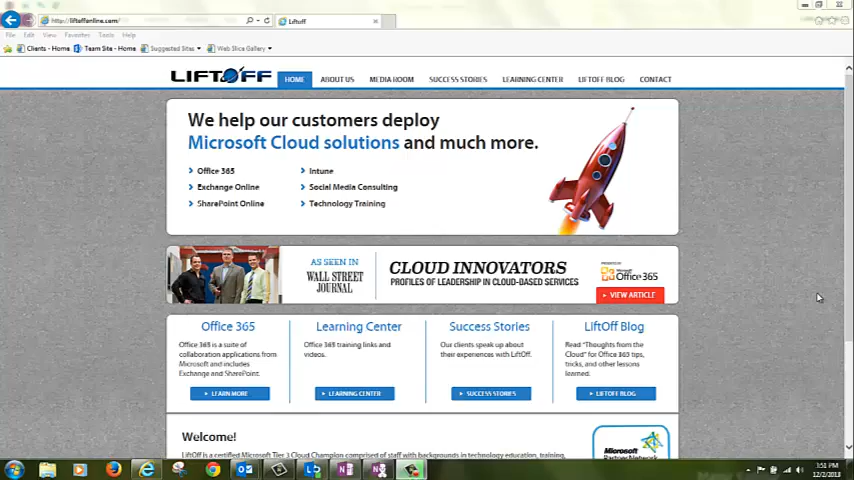 http://liftoffonline.com/
Liftoff
File Edit View Favorites Tools Help
Clients - Home Team Site - Home Suggested Sites Web Slice Gallery
LIFTOFF
HOME ABOUT US MEDIA ROOM SUCCESS STORIES LEARNING CENTER LIFTOFF BLOG CONTACT
We help our customers deploy
Microsoft Cloud solutions and much more.
Office 365 Intune
Exchange Online Social Media Consulting
SharePoint Online Technology Training
AS SEEN IN
WALL STREET
JOURNAL
CLOUD INNOVATORS
PROFILES OF LEADERSHIP IN CLOUD-BASED SERVICES
Office 365
VIEW ARTICLE
Office 365
Office 365 is a suite of
collaboration applications from
Microsoft and includes
Exchange and SharePoint.
LEARN MORE
Learning Center
Office 365 training links and
videos.
LEARNING CENTER
Success Stories
Our clients speak up about
their experiences with LiftOff.
SUCCESS STORIES
LiftOff Blog
Read "Thoughts from the
Cloud" for Office 365 tips,
tricks, and other lessons
learned.
LIFTOFF BLOG
Welcome!
LiftOff is a certified Microsoft Tier 3 Cloud Champion comprised of staff with backgrounds in technology education, training,
Microsoft
Partner Network
3:51 PM
12/2/2013